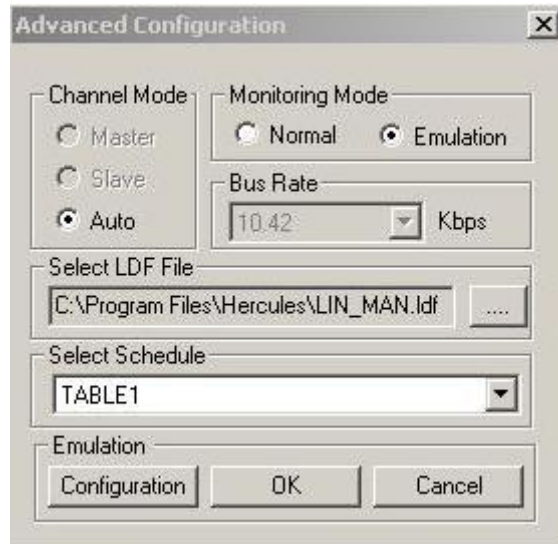 Advanced Configuration
Channel Mode
Master
Slave
Auto
Monitoring Mode
Normal Emulation
Bus Rate
10.42 Kbps
Select LDF File
C:\Program Files\Hercules\LIN_MAN.ldf ....
Select Schedule
TABLE1
Emulation
Configuration OK Cancel